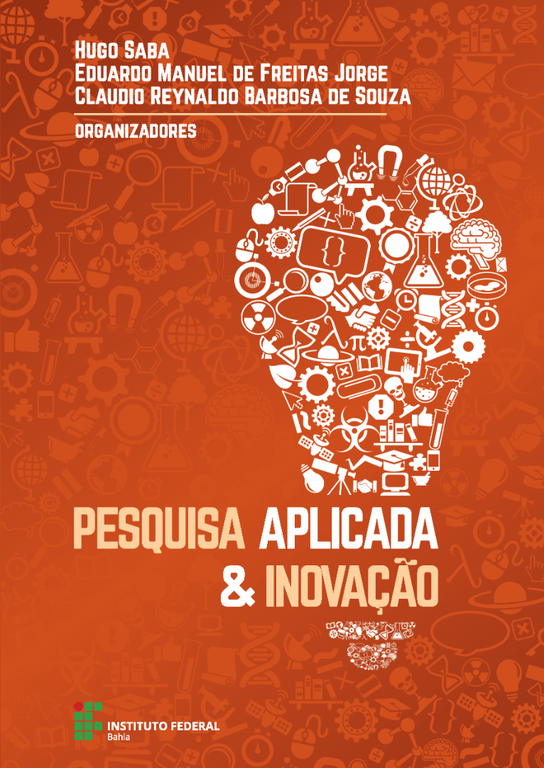 Hugo Saba
Eduardo Manuel de Freitas Jorge
Claudio Reynaldo Barbosa de Souza
ORGANIZADORES
PESQUISA APLICADA
& INOVAÇÃO
INSTITUTO FEDERAL
Bahia